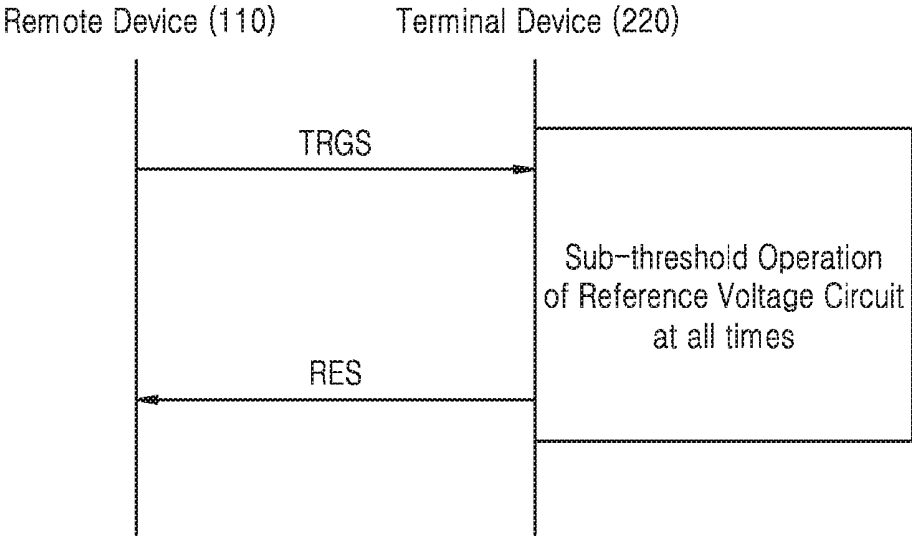 Remote Device (110)
Terminal Device (220)
TRGS
Sub-threshold Operation
of Reference Voltage Circuit
at all times
RES